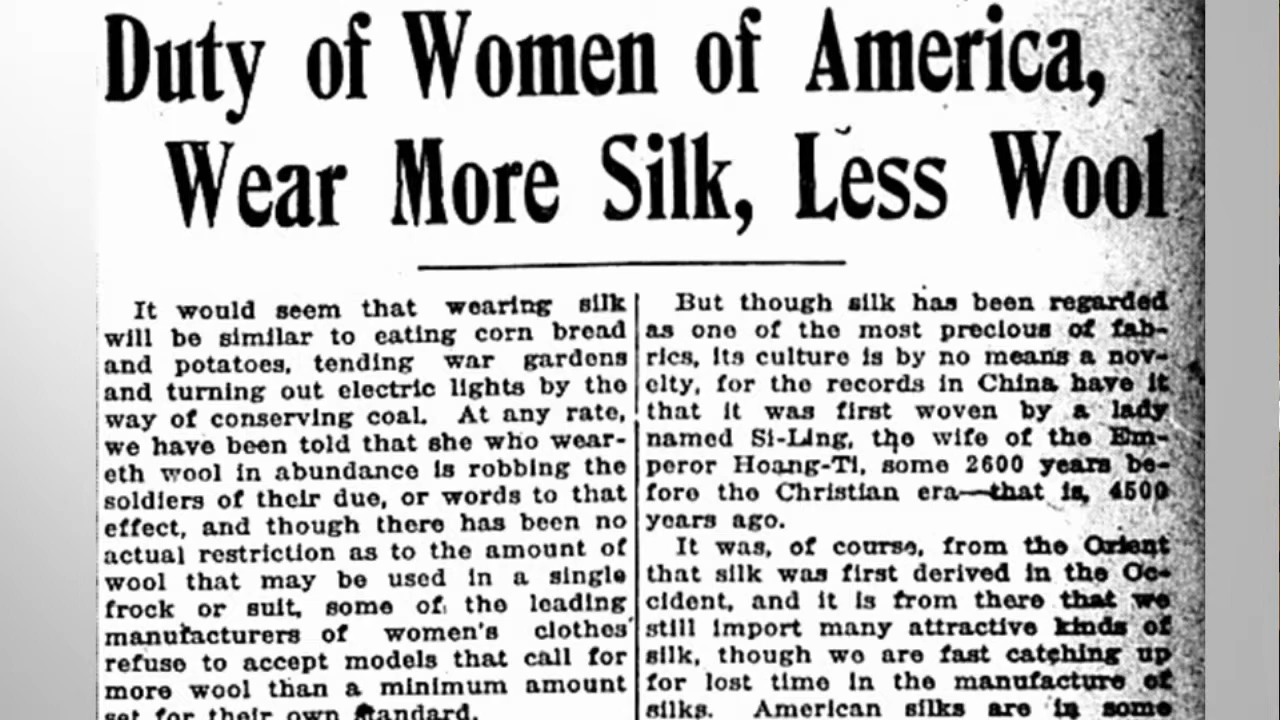 Duty of Women of America,
Wear More Silk, Less Wool
It would seem that wearing silk
will be similar to eating corn bread
and potatoes, tending war gardens
and turning out electric lights by the
way of conserving coal. At any rate,
we have been told that she who wear-
eth wool in abundance is robbing the
soldiers of their due, or words to that
effect, and though there has been no
actual restriction as to the amount of
wool that may be used in a single
frock or suit, some of the leading
manufacturers of women's clothes
refuse to accept models that call for
more wool than a minimum amount
set for their own standard.
But though silk has been regarded
as one of the most precious of fab-
rics, its culture is by no means a nov-
elty, for the records in China have it
that it was first woven by a lady
named Si-Ling, the wife of the Em-
peror Hoang-Ti, some 2600 years be-
fore the Christian era—that is, 4500
years ago.
It was, of course, from the Orient
that silk was first derived in the Oc-
cident, and it is from there that we
still import many attractive kinds of
silk, though we are fast catching up
for lost time in the manufacture of
silks. American silks are in some